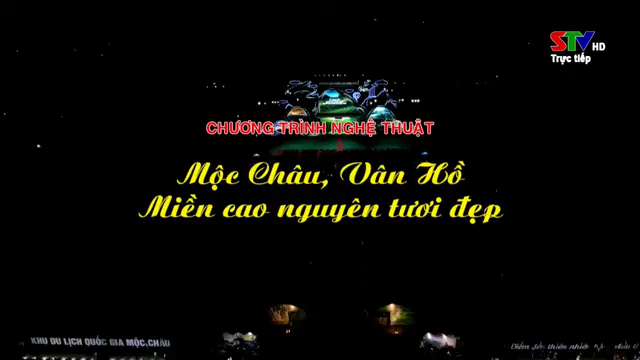 STV HD
Trực tiếp
CHƯƠNG TRÌNH NGHỆ THUẬT
Mộc Châu, Vân Hồ
Miền cao nguyên tươi đẹp
KHU DU LỊCH QUỐC GIA MỘC CHÂU